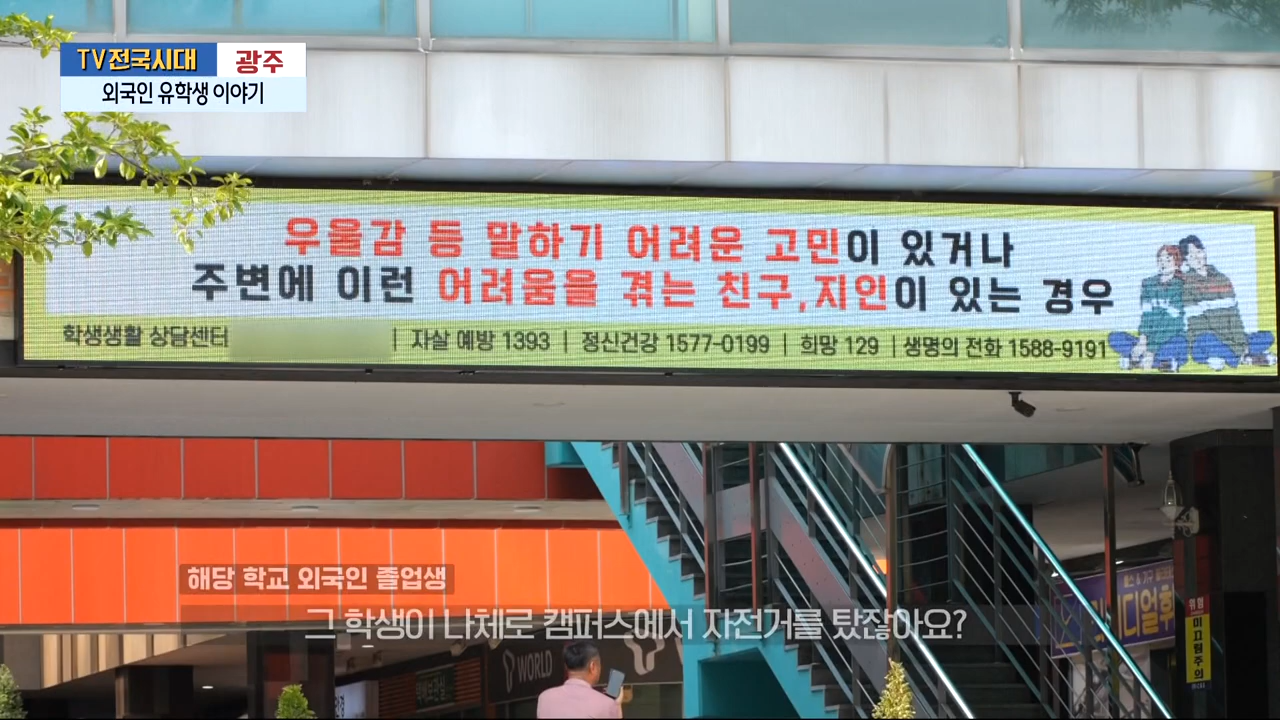 TV전국시대 광주
외국인 유학생 이야기
우울감 등 말하기 어려운 고민이 있거나
주변에 이런 어려움을 겪는 친구,지인이 있는 경우
학생생활 상담센터 | 자살 예방 1393 | 정신건강 1577-0199 | 희망 129 | 생명의 전화 1588-9191
해당 학교 외국인 졸업생
그 학생이 나체로 캠퍼스에서 자전거를 탔잖아요?
T WORLD
위험
미끄럼주의